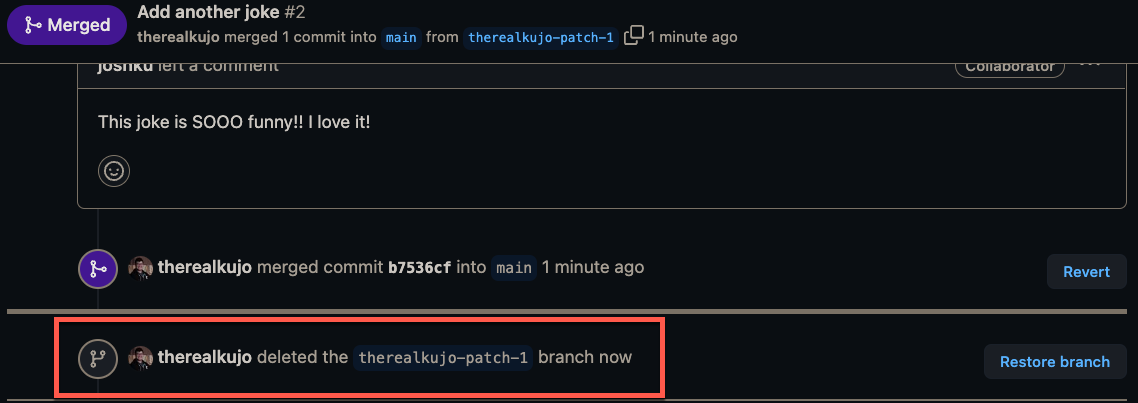 Merged
Add another joke #2
therealkujo merged 1 commit into main from therealkujo-patch-1 1 minute ago
joshku left a comment
Collaborator
This joke is SOOO funny!! I love it!
therealkujo merged commit b7536cf into main 1 minute ago
Revert
therealkujo deleted the therealkujo-patch-1 branch now
Restore branch